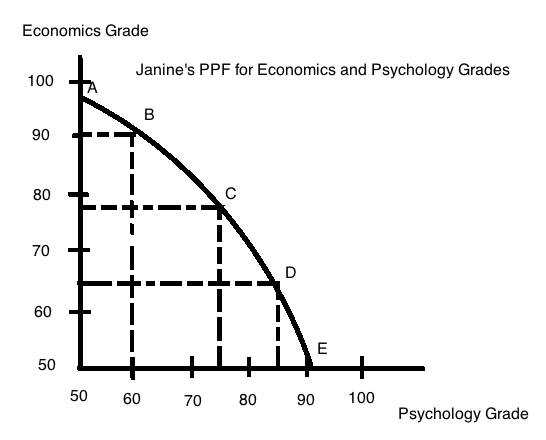 Economics Grade
Janine's PPF for Economics and Psychology Grades
100
A
B
90
C
80
70
D
60
E
50
50 60 70 80 90 100
Psychology Grade